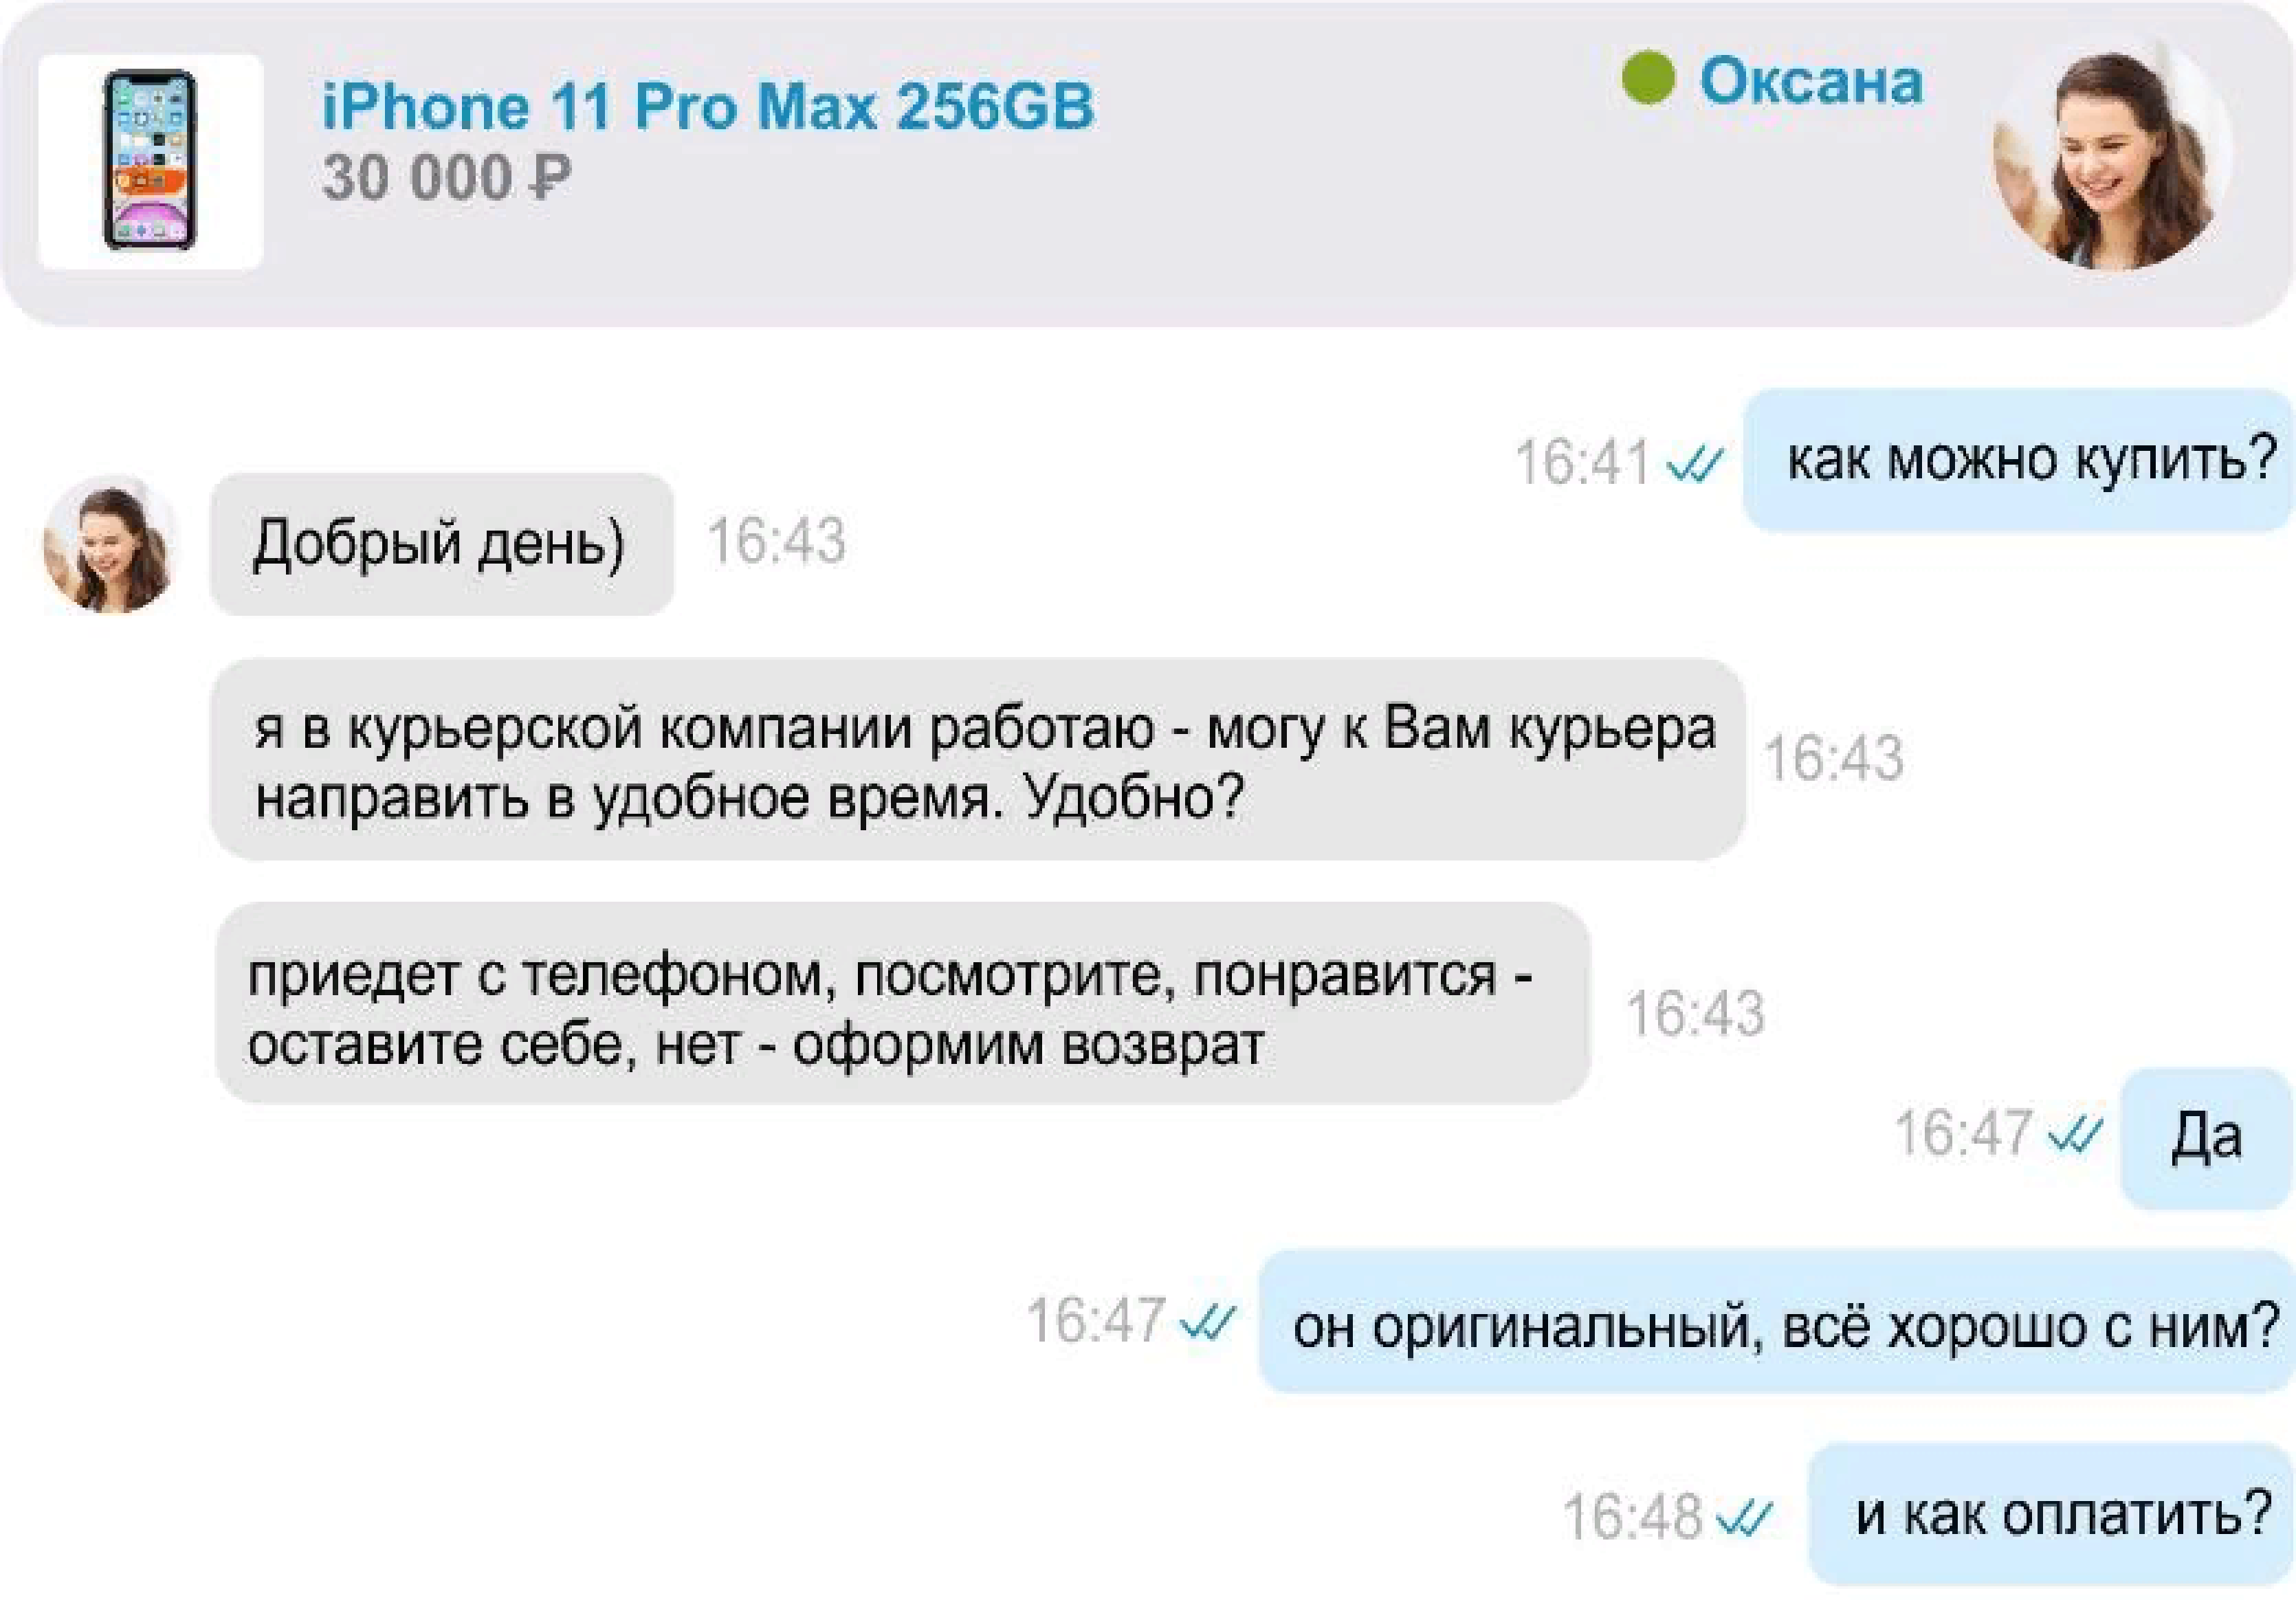 iPhone 11 Pro Max 256GB
30 000 ₽
Оксана
16:41
как можно купить?
Добрый день)
16:43
я в курьерской компании работаю - могу к Вам курьера
направить в удобное время. Удобно?
16:43
приедет с телефоном, посмотрите, понравится -
оставите себе, нет - оформим возврат
16:43
16:47
Да
16:47
он оригинальный, всё хорошо с ним?
16:48
и как оплатить?